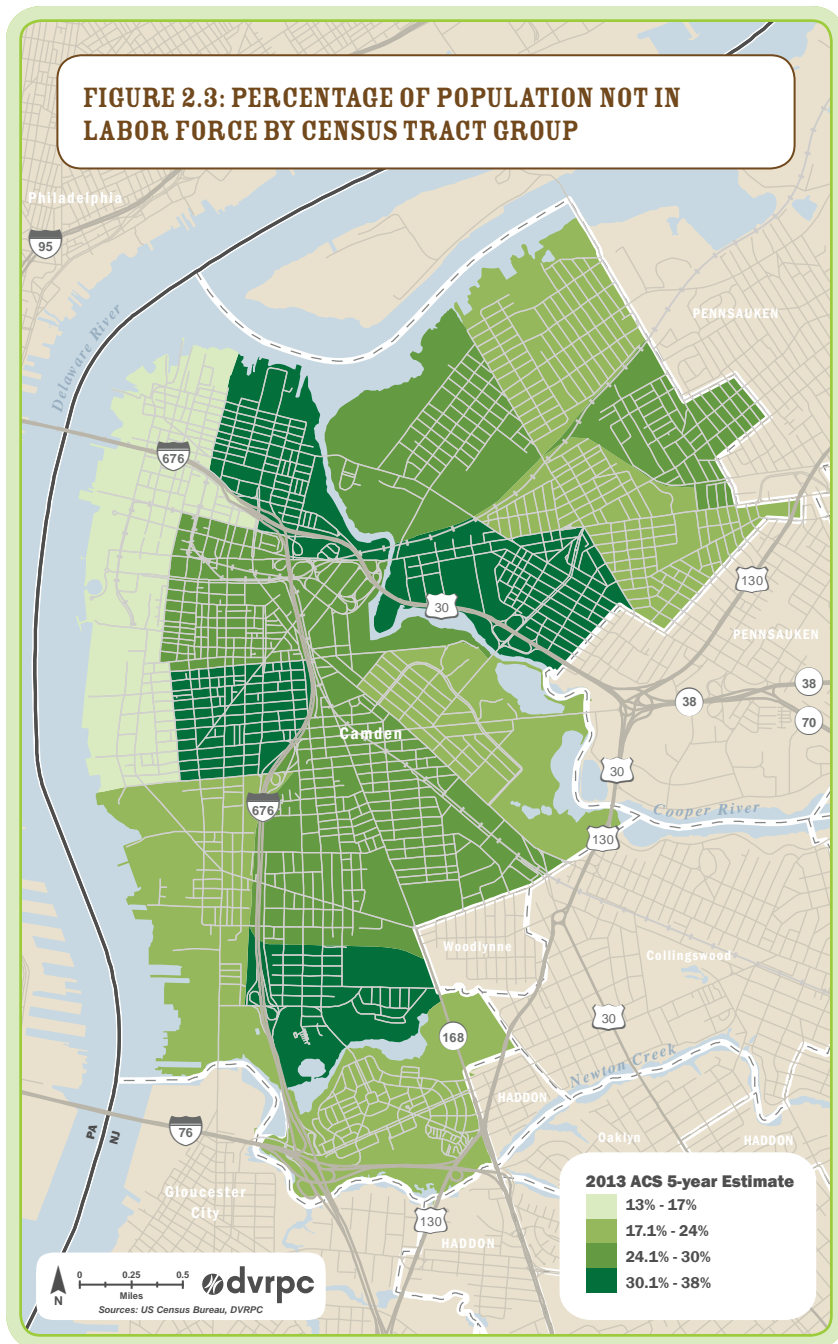 FIGURE 2.3: PERCENTAGE OF POPULATION NOT IN
LABOR FORCE BY CENSUS TRACT GROUP
Philadelphia
95
Delaware River
PENNSAUKEN
676
30
130
PENNSAUKEN
38
38
70
Camden
30
676
Cooper River
130
Woodlynne
Collingswood
30
168
Newton Creek
HADDON
PA
NJ
76
Oaklyn
HADDON
Gloucester
City
130
HADDON
2013 ACS 5-year Estimate
13% - 17%
17.1% - 24%
24.1% - 30%
30.1% - 38%
N
0 0.25 0.5
Miles
dvrpc
Sources: US Census Bureau, DVRPC